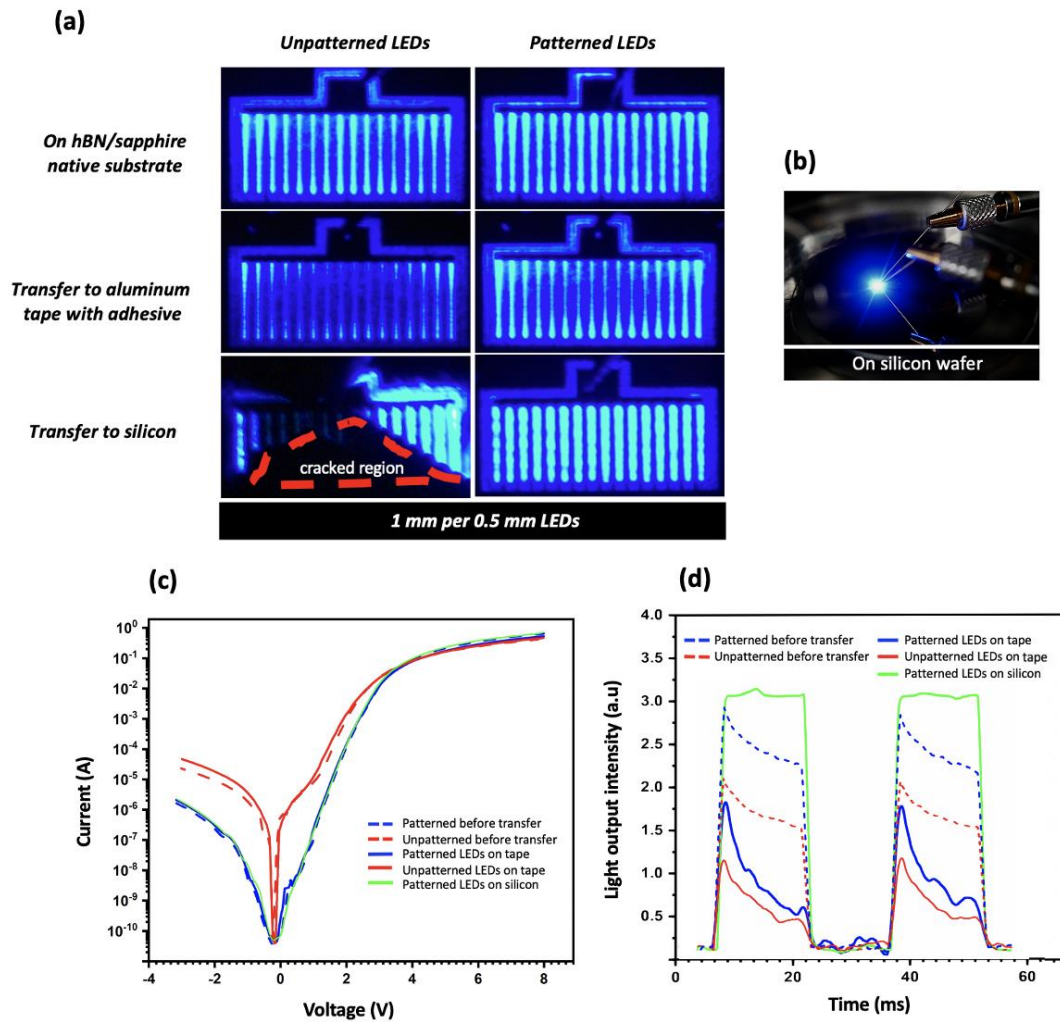 (a)
Unpatterned LEDs
Patterned LEDs
On hBN/sapphire
native substrate
Transfer to aluminum
tape with adhesive
Transfer to silicon
cracked region
1 mm per 0.5 mm LEDs
(b)
On silicon wafer
(c)
Current (A)
10^0
10^-1
10^-2
10^-3
10^-4
10^-5
10^-6
10^-7
10^-8
10^-9
10^-10
Patterned before transfer
Unpatterned before transfer
Patterned LEDs on tape
Unpatterned LEDs on tape
Patterned LEDs on silicon
-4 -2 0 2 4 6 8
Voltage (V)
(d)
Light output intensity (a.u)
4.0
3.5
3.0
2.5
2.0
1.5
1.0
0.5
Patterned before transfer
Unpatterned before transfer
Patterned LEDs on tape
Unpatterned LEDs on tape
Patterned LEDs on silicon
0 20 40 60
Time (ms)